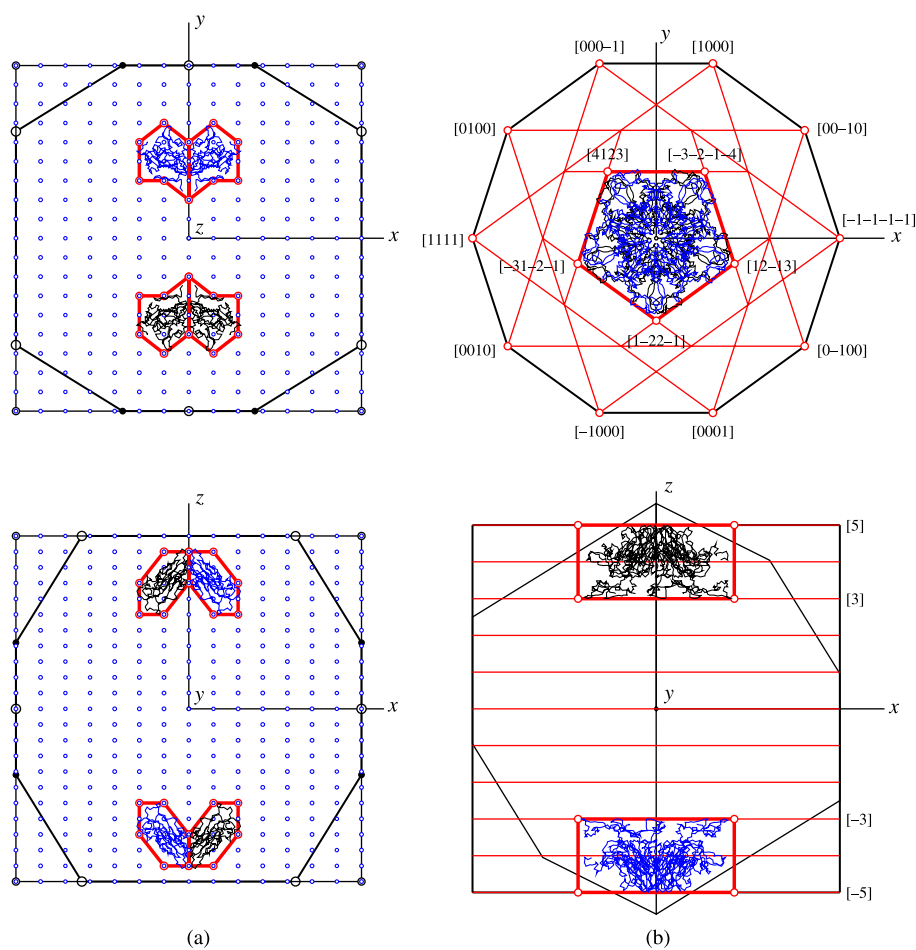 y
z
x
y
[000–1]
[1000]
[0100]
[00–10]
[4123]
[–3–2–1–4]
[1111]
[–1–1–1–1]
x
[–31–2–1]
[12–13]
[1–22–1]
[0010]
[0–100]
[–1000]
[0001]
z
y
x
z
[5]
[3]
y
x
[–3]
[–5]
(a)
(b)